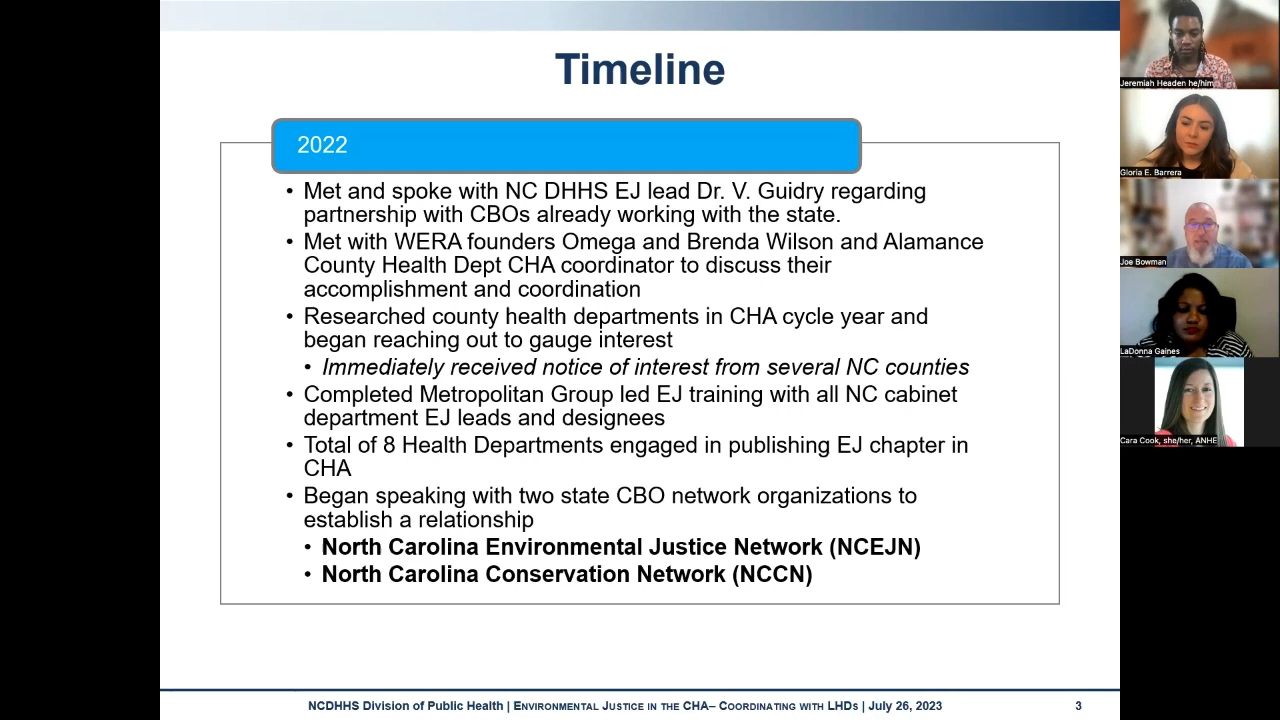 Timeline
2022
• Met and spoke with NC DHHS EJ lead Dr. V. Guidry regarding
partnership with CBOs already working with the state.
• Met with WERA founders Omega and Brenda Wilson and Alamance
County Health Dept CHA coordinator to discuss their
accomplishment and coordination
• Researched county health departments in CHA cycle year and
began reaching out to gauge interest
• Immediately received notice of interest from several NC counties
• Completed Metropolitan Group led EJ training with all NC cabinet
department EJ leads and designees
• Total of 8 Health Departments engaged in publishing EJ chapter in
CHA
• Began speaking with two state CBO network organizations to
establish a relationship
• North Carolina Environmental Justice Network (NCEJN)
• North Carolina Conservation Network (NCCN)
NCDHHS Division of Public Health | ENVIRONMENTAL JUSTICE IN THE CHA– COORDINATING WITH LHDS | July 26, 2023
3
Jeremiah Headen he/him
Gloria E. Barrera
Joe Bowman
LaDonna Gaines
Cara Cook, she/her, ANHE